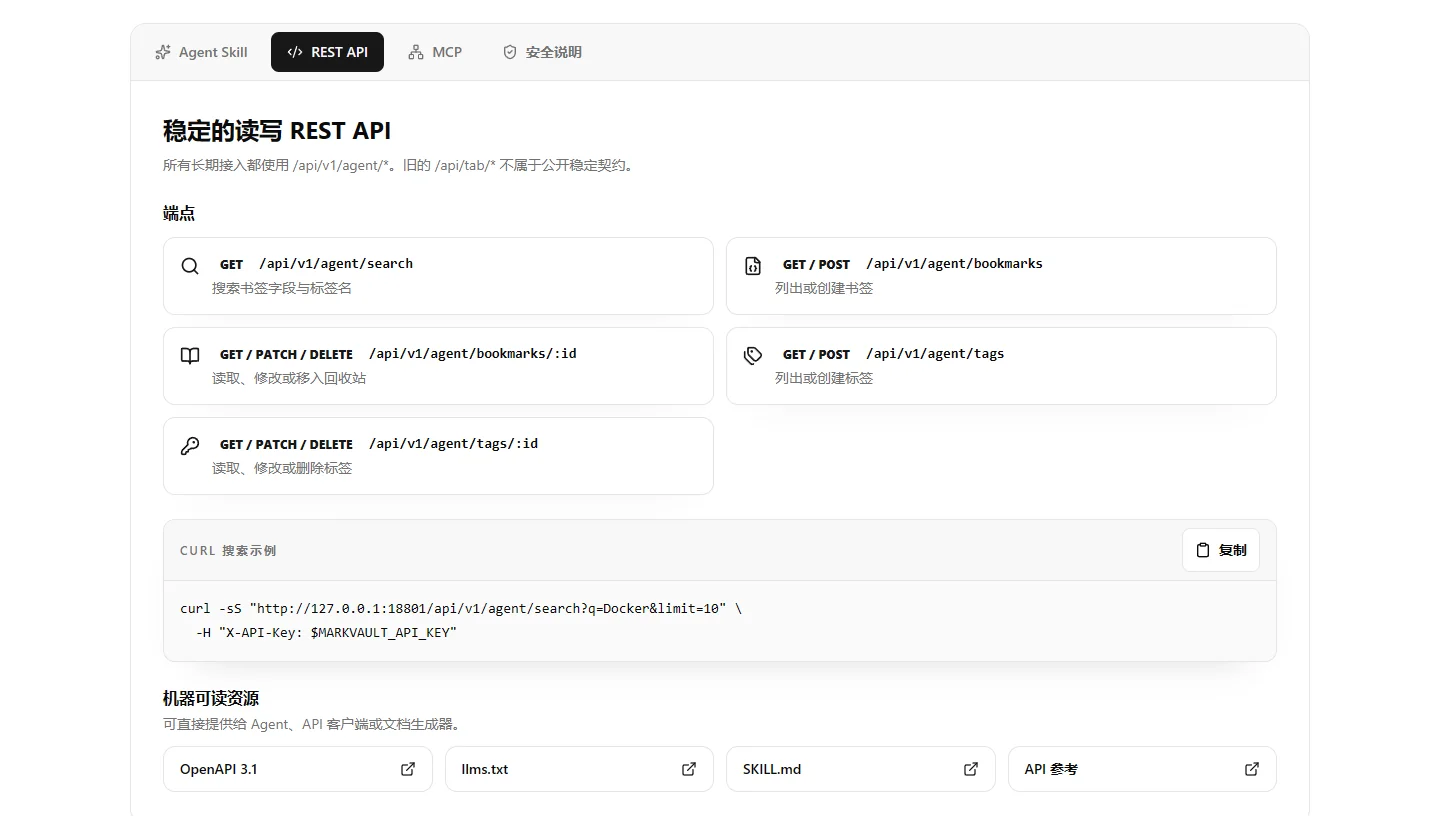 Agent Skill
REST API
MCP
安全说明
稳定的读写 REST API
所有长期接入都使用 /api/v1/agent/*。旧的 /api/tab/* 不属于公开稳定契约。
端点
GET /api/v1/agent/search
搜索书签字段与标签名
GET / POST /api/v1/agent/bookmarks
列出或创建书签
GET / PATCH / DELETE /api/v1/agent/bookmarks/:id
读取、修改或移入回收站
GET / POST /api/v1/agent/tags
列出或创建标签
GET / PATCH / DELETE /api/v1/agent/tags/:id
读取、修改或删除标签
CURL 搜索示例
复制
curl -sS "http://127.0.0.1:18801/api/v1/agent/search?q=Docker&limit=10" \
-H "X-API-Key: $MARKVAULT_API_KEY"
机器可读资源
可直接提供给 Agent、API 客户端或文档生成器。
OpenAPI 3.1
llms.txt
SKILL.md
API 参考